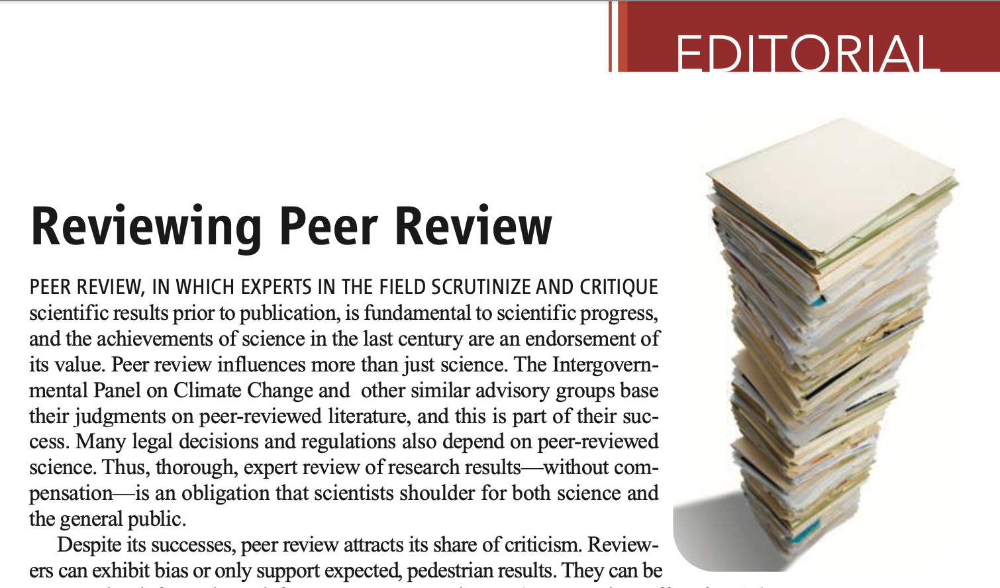 EDITORIAL
Reviewing Peer Review
PEER REVIEW, IN WHICH EXPERTS IN THE FIELD SCRUTINIZE AND CRITIQUE
scientific results prior to publication, is fundamental to scientific progress,
and the achievements of science in the last century are an endorsement of
its value. Peer review influences more than just science. The Intergovern-
mental Panel on Climate Change and  other similar advisory groups base
their judgments on peer-reviewed literature, and this is part of their suc-
cess. Many legal decisions and regulations also depend on peer-reviewed
science. Thus, thorough, expert review of research results—without com-
pensation—is an obligation that scientists shoulder for both science and
the general public.
Despite its successes, peer review attracts its share of criticism. Review-
ers can exhibit bias or only support expected, pedestrian results. They can be